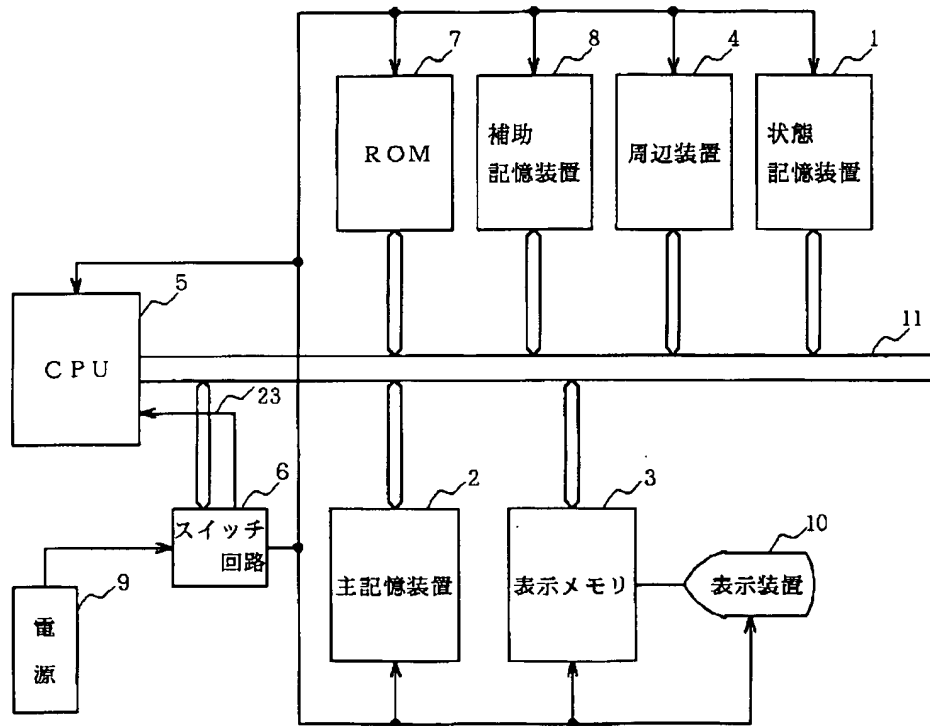 7
8
4
1
ROM
補助
記憶装置
周辺装置
状態
記憶装置
5
CPU
11
23
6
2
3
10
スイッチ
回路
主記憶装置
表示メモリ
表示装置
9
電
源